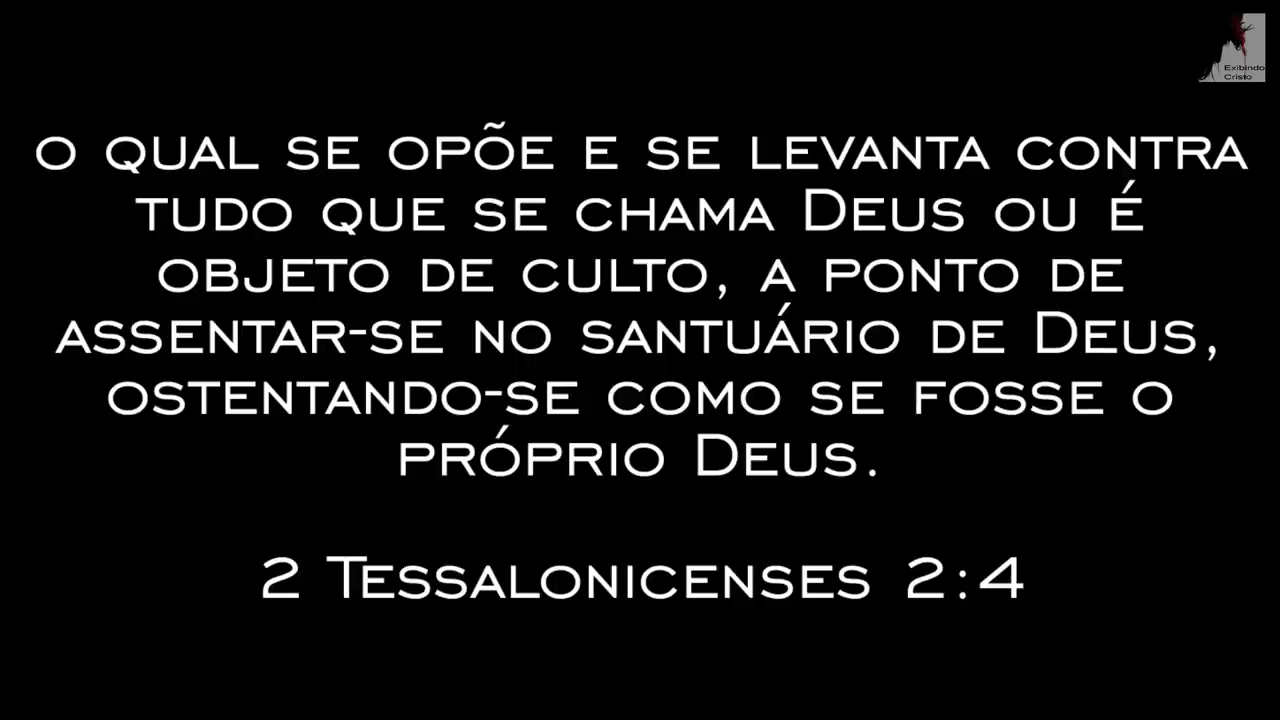 Exibindo
Cristo
O QUAL SE OPÕE E SE LEVANTA CONTRA
TUDO QUE SE CHAMA DEUS OU É
OBJETO DE CULTO, A PONTO DE
ASSENTAR-SE NO SANTUÁRIO DE DEUS,
OSTENTANDO-SE COMO SE FOSSE O
PRÓPRIO DEUS.
2 TESSALONICENSES 2:4